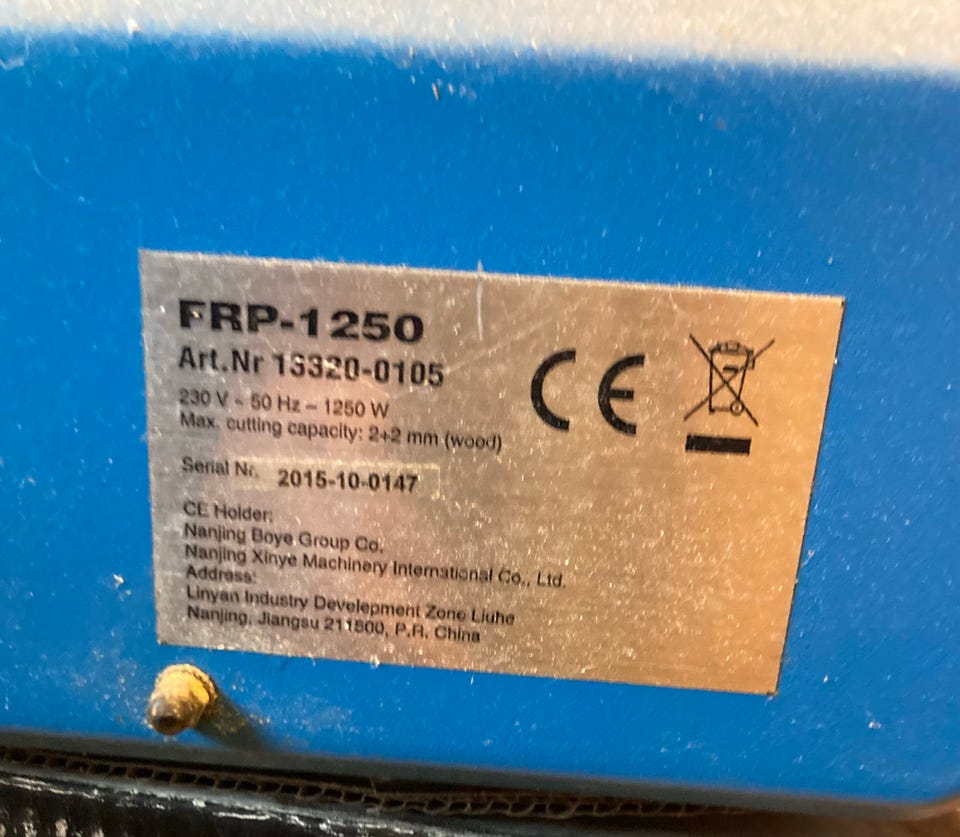 FRP-1250
Art.Nr 13320-0105
230 V ~ 50 Hz – 1250 W
Max. cutting capacity: 2+2 mm (wood)
Serial Nr. 2015-10-0147
CE Holder:
Nanjing Boye Group Co.
Nanjing Xinye Machinery International Co., Ltd.
Address:
Linyan Industry Develepment Zone Liuhe
Nanjing, Jiangsu 211500, P.R. China
CE